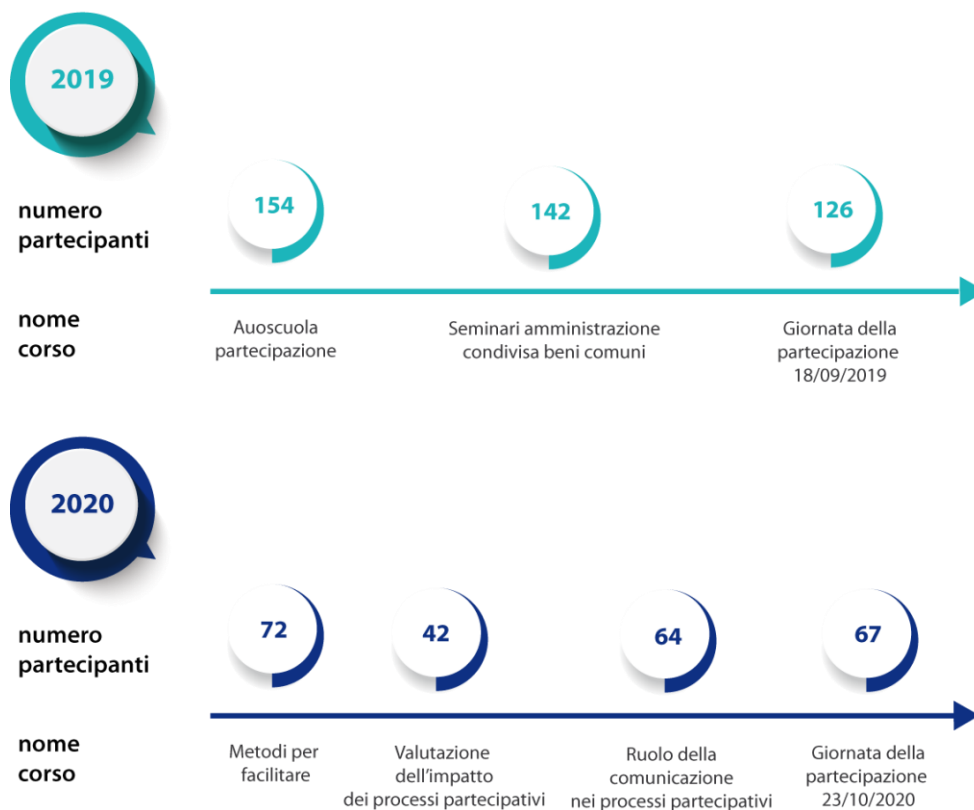 2019
numero
partecipanti
154
142
126
nome
corso
Auoscuola
partecipazione
Seminari amministrazione
condivisa beni comuni
Giornata della
partecipazione
18/09/2019
2020
numero
partecipanti
72
42
64
67
nome
corso
Metodi per
facilitare
Valutazione
dell'impatto
dei processi partecipativi
Ruolo della
comunicazione
nei processi partecipativi
Giornata della
partecipazione
23/10/2020